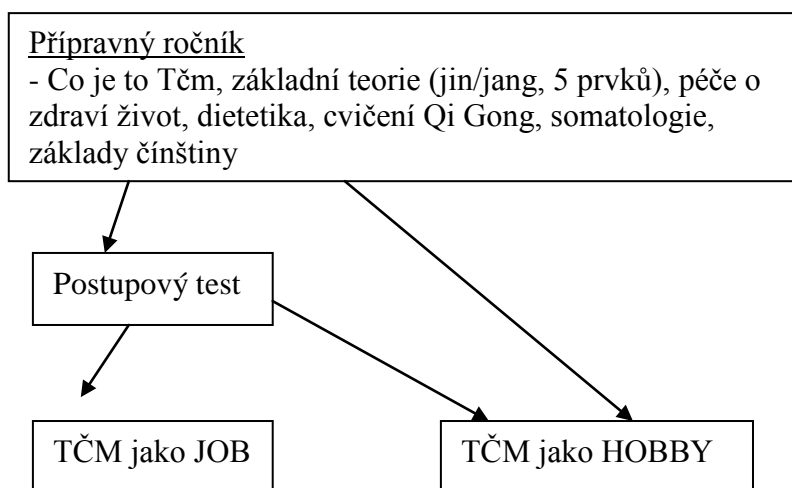 Přípravný ročník
- Co je to Tčm, základní teorie (jin/jang, 5 prvků), péče o
zdraví život, dietetika, cvičení Qi Gong, somatologie,
základy čínštiny
Postupový test
TČM jako JOB
TČM jako HOBBY